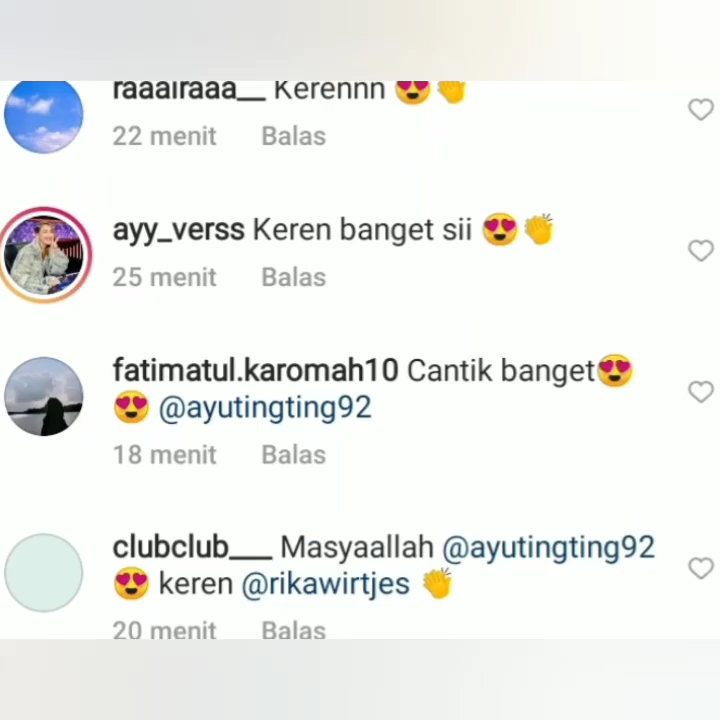 raaalraaa__ Kerennn 😍👏
22 menit Balas
ayy_verss Keren banget sii 😍👏
25 menit Balas
fatimatul.karomah10 Cantik banget😍
😍 @ayutingting92
18 menit Balas
clubclub___ Masyaallah @ayutingting92
😍 keren @rikawirtjes 👏
20 menit Balas